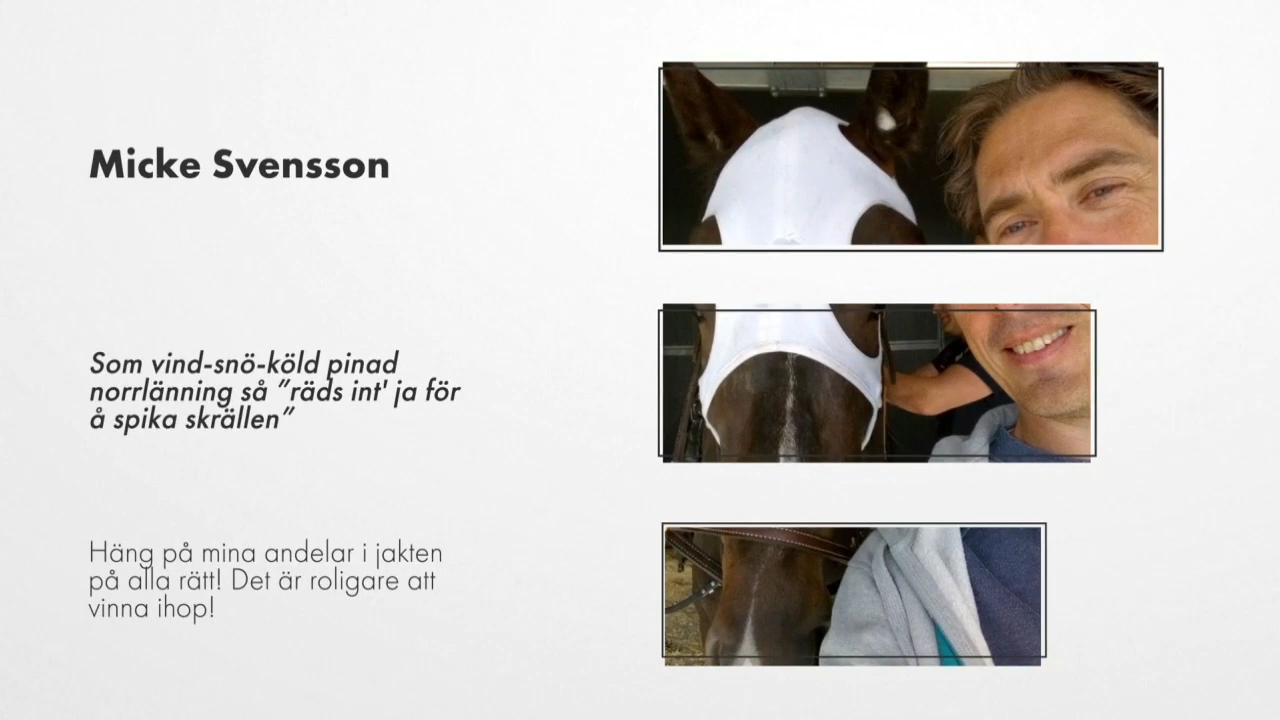 Micke Svensson
Som vind-snö-köld pinad
norrlänning så ”räds int' ja för
å spika skrällen”
Häng på mina andelar i jakten
på alla rätt! Det är roligare att
vinna ihop!